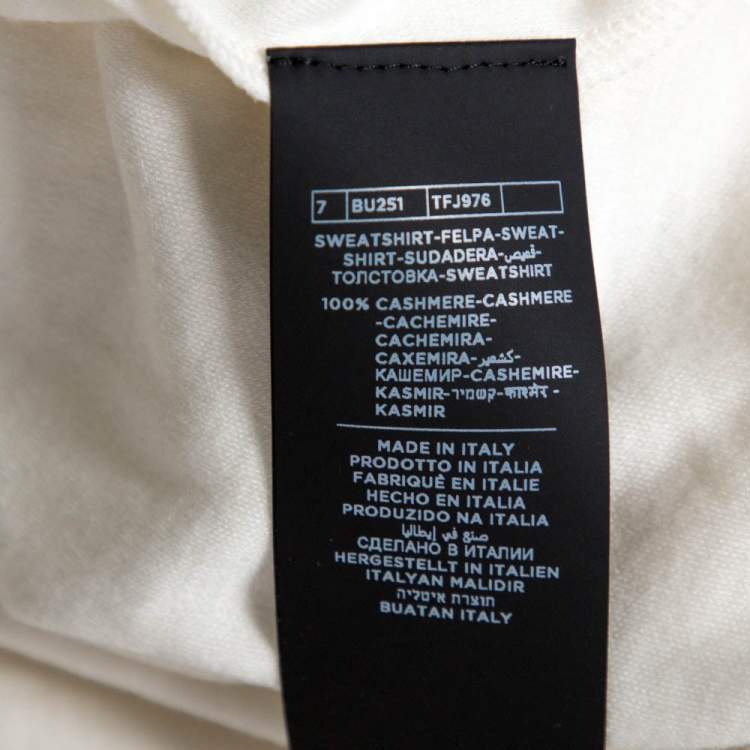 7 BU251 TFJ976
SWEATSHIRT-FELPA-SWEAT-
SHIRT-SUDADERA-قميص-
ТОЛСТОВКА-SWEATSHIRT
100% CASHMERE-CASHMERE
-CACHEMIRE-
CACHEMIRA-
CAXEMIRA-كشمير-
КАШЕМИР-CASHEMIRE-
KASMIR-קשמיר-कास्मेर-
KASMIR
MADE IN ITALY
PRODOTTO IN ITALIA
FABRIQUÈ EN ITALIE
HECHO EN ITALIA
PRODUZIDO NA ITALIA
صنع في إيطاليا
СДЕЛАНО В ИТАЛИИ
HERGESTELLT IN ITALIEN
ITALYAN MALIDIR
תוצרת איטליה
BUATAN ITALY